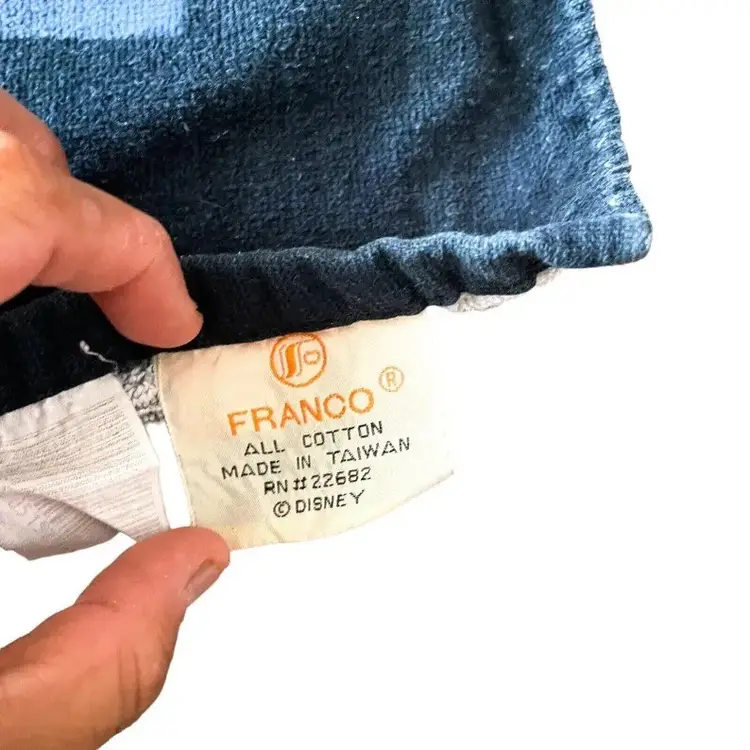 FRANCO ®
ALL COTTON
MADE IN TAIWAN
RN#22682
© DISNEY